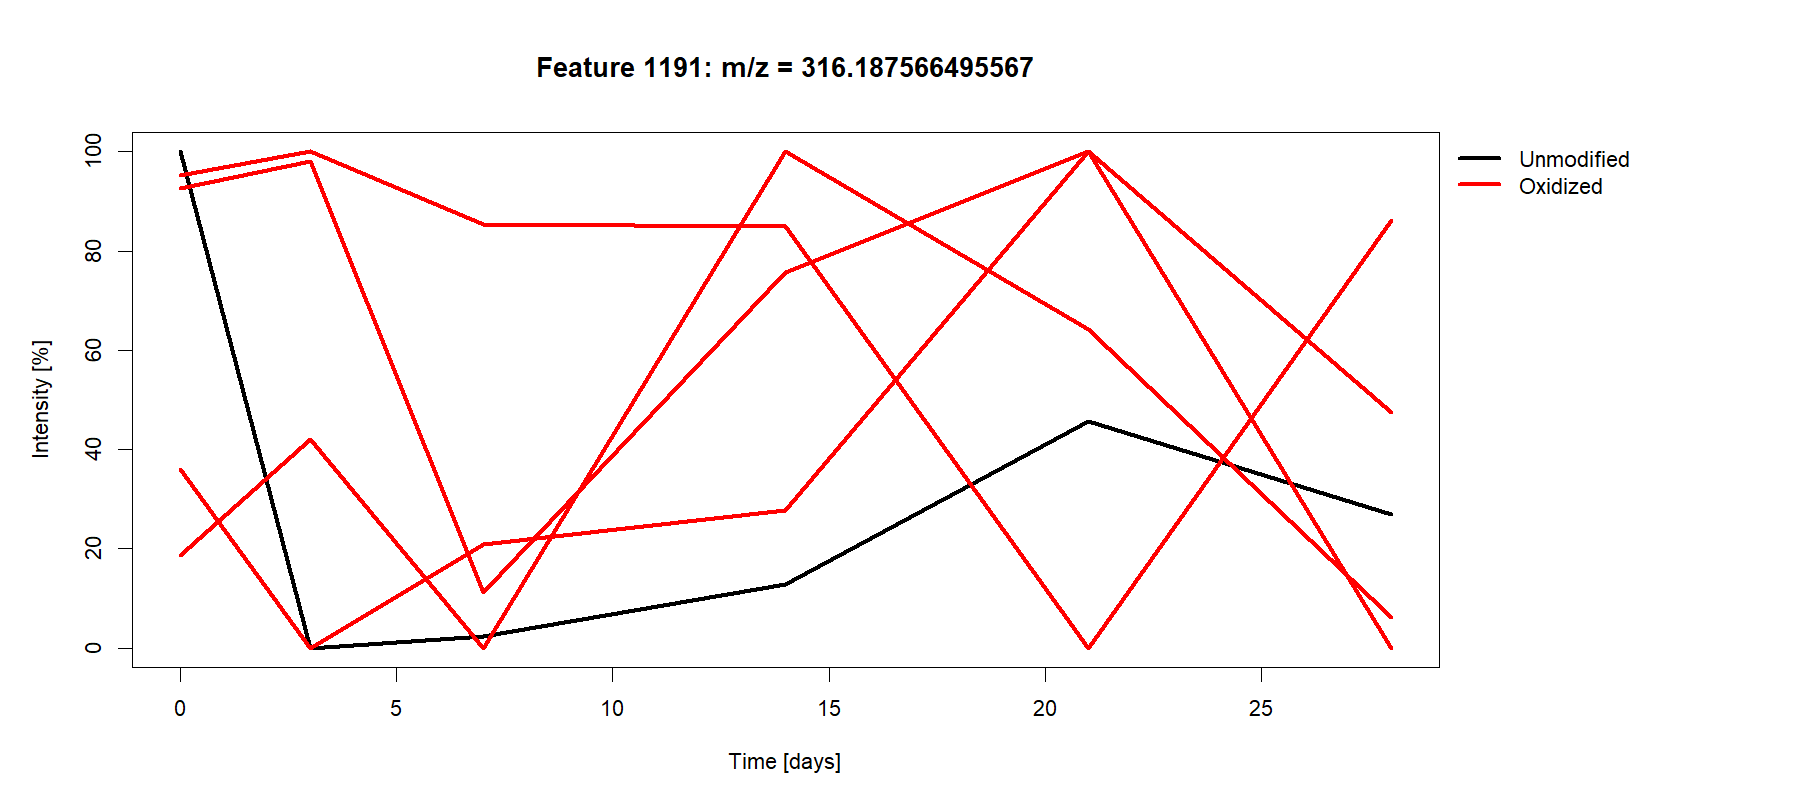 Feature 1191: m/z = 316.187566495567
Unmodified
Oxidized
100
80
60
40
20
0
Intensity [%]
0 5 10 15 20 25
Time [days]